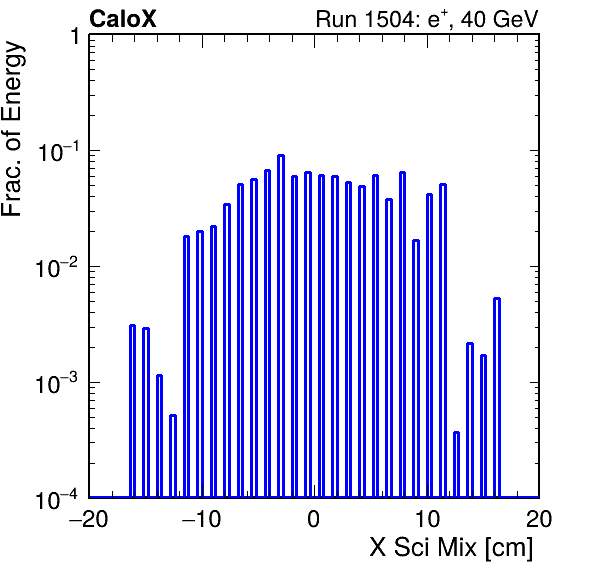 CaloX Run 1504: e⁺, 40 GeV
Frac. of Energy
1
10⁻¹
10⁻²
10⁻³
10⁻⁴
−20 −10 0 10 20
X Sci Mix [cm]